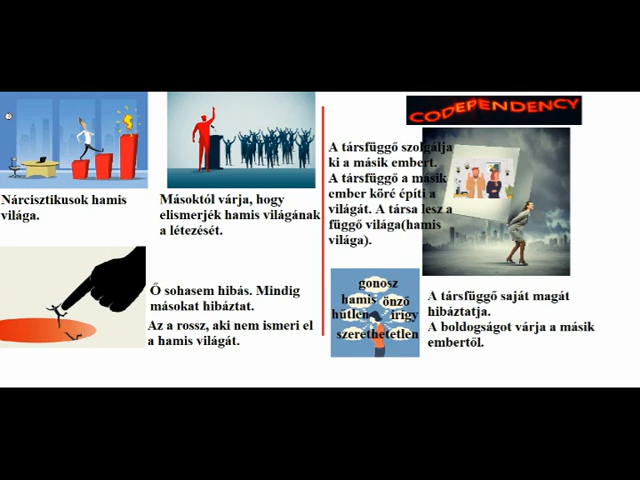 Nárcisztikusok hamis
világa.
Másoktól várja, hogy
elismerjék hamis világának
a létezését.
Ő sohasem hibás. Mindig
másokat hibáztat.
Az a rossz, aki nem ismeri el
a hamis világát.
CODEPENDENCY
A társfüggő szolgálja
ki a másik embert.
A társfüggő a másik
ember köré építi a
világát. A társa lesz a
függő világa(hamis
világa).
gonosz
hamis önző
hűtlen irigy
szerethetetlen
A társfüggő saját magát
hibáztatja.
A boldogságot várja a másik
embertől.